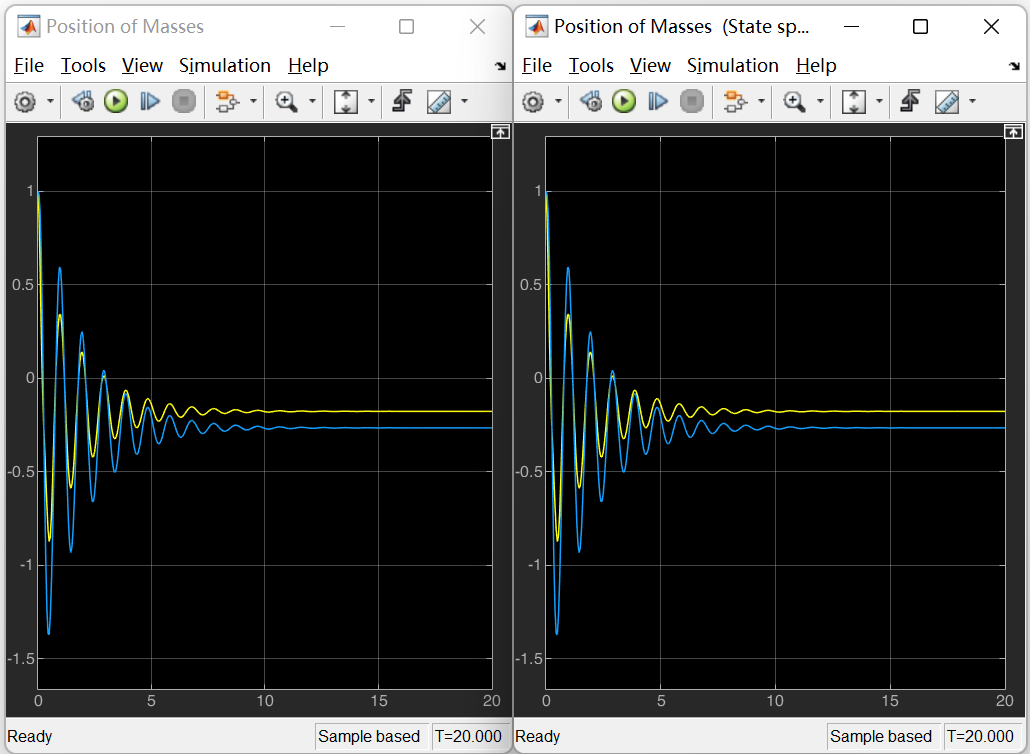 Position of Masses
File Tools View Simulation Help
1
0.5
0
-0.5
-1
-1.5
0 5 10 15 20
Ready Sample based T=20.000
Position of Masses (State sp...
File Tools View Simulation Help
1
0.5
0
-0.5
-1
-1.5
0 5 10 15 20
Ready Sample based T=20.000